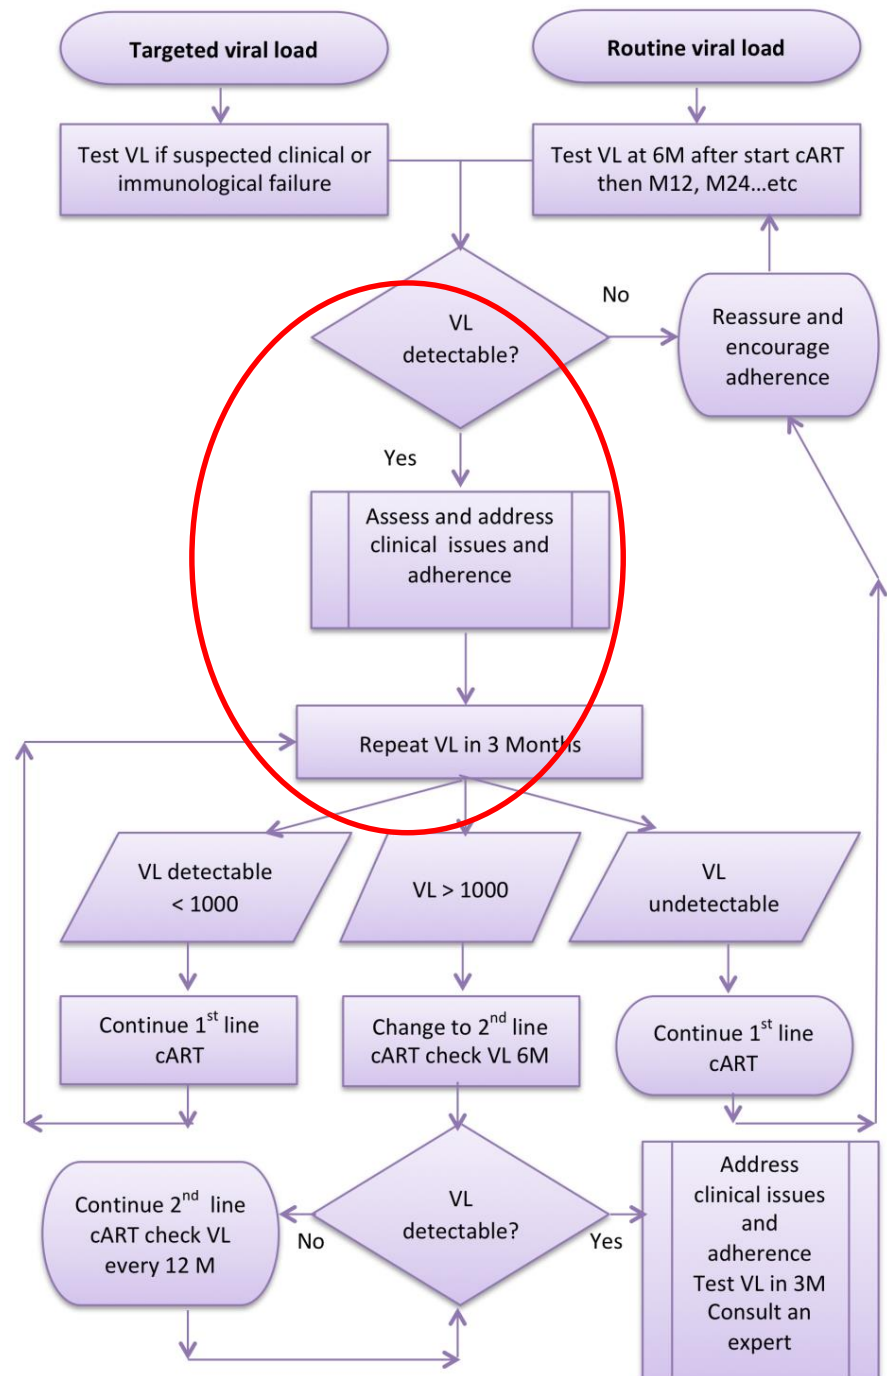 Targeted viral load
Routine viral load
Test VL if suspected clinical or
immunological failure
Test VL at 6M after start cART
then M12, M24...etc
VL
detectable?
No
Reassure and
encourage
adherence
Yes
Assess and address
clinical issues and
adherence
Repeat VL in 3 Months
VL detectable
< 1000
VL > 1000
VL
undetectable
Continue 1st line
cART
Change to 2nd line
cART check VL 6M
Continue 1st line
cART
Continue 2nd line
cART check VL
every 12 M
No
VL
detectable?
Yes
Address
clinical issues
and
adherence
Test VL in 3M
Consult an
expert